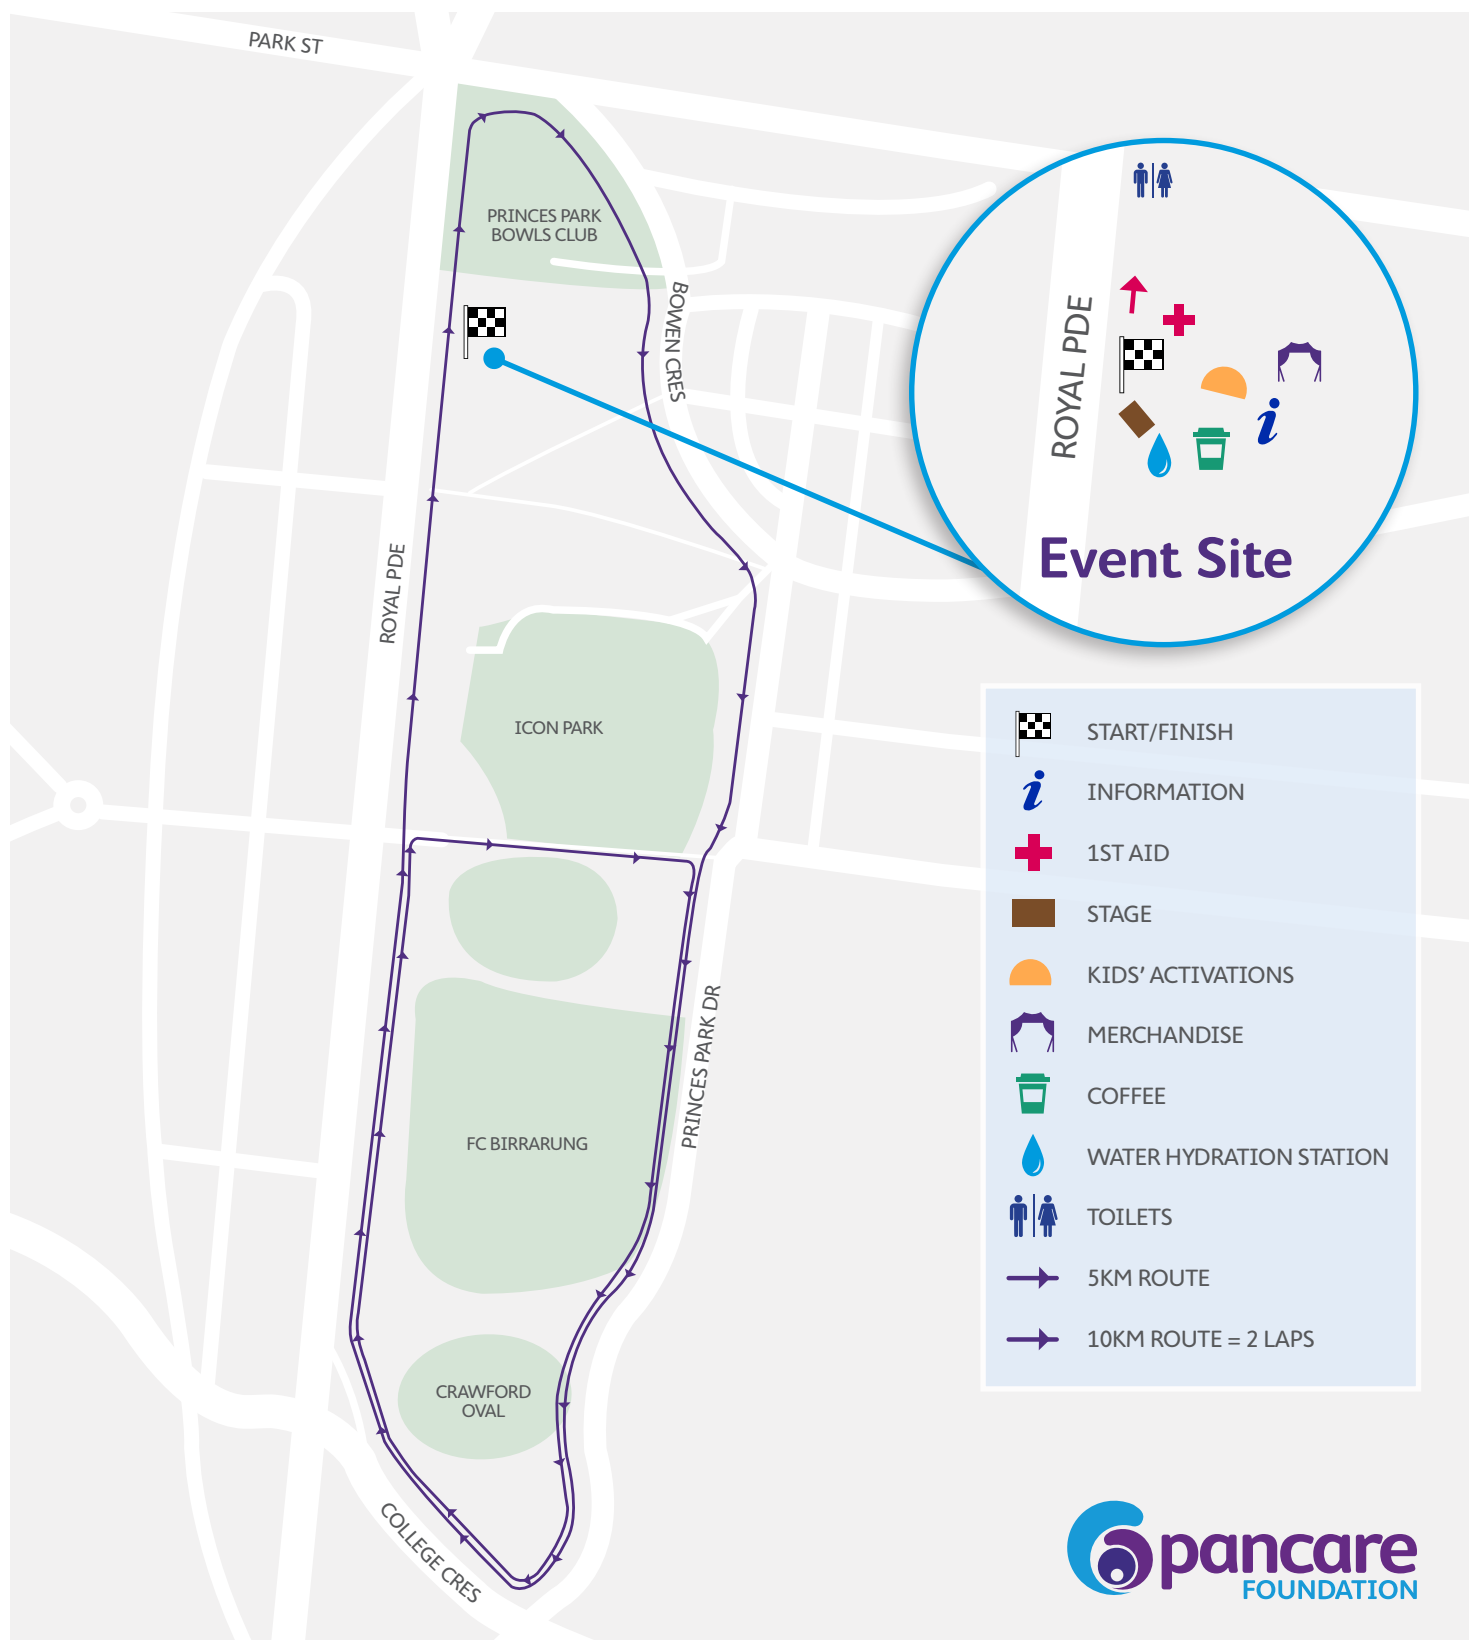 PARK ST
PRINCES PARK
BOWLS CLUB
BOWEN CRES
ROYAL PDE
ROYAL PDE
Event Site
ICON PARK
PRINCES PARK DR
FC BIRRARUNG
CRAWFORD
OVAL
COLLEGE CRES
START/FINISH
INFORMATION
1ST AID
STAGE
KIDS’ ACTIVATIONS
MERCHANDISE
COFFEE
WATER HYDRATION STATION
TOILETS
5KM ROUTE
10KM ROUTE = 2 LAPS
pancare
FOUNDATION